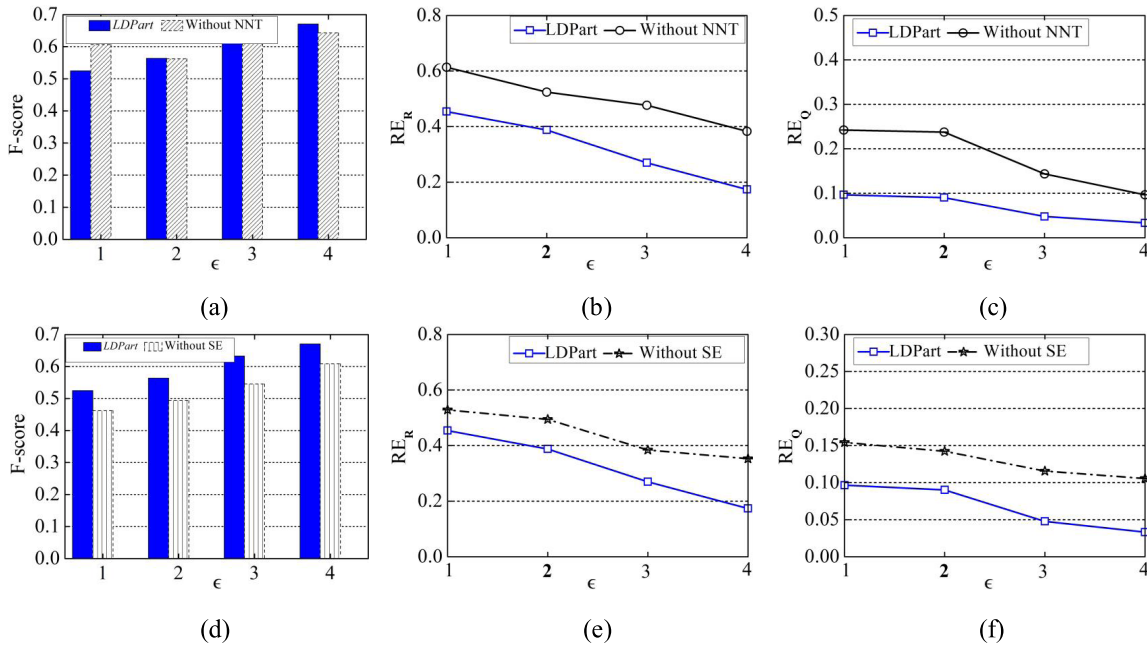 LDPart Without NNT
0.7
0.6
0.5
0.4
0.3
0.2
0.1
0.0
F-score
1 2 3 4
ϵ
(a)
LDPart Without NNT
0.8
0.6
0.4
0.2
0.0
RE_R
1 2 3 4
ϵ
(b)
LDPart Without NNT
0.5
0.4
0.3
0.2
0.1
0.0
RE_Q
1 2 3 4
ϵ
(c)
LDPart Without SE
0.7
0.6
0.5
0.4
0.3
0.2
0.1
0.0
F-score
1 2 3 4
ϵ
(d)
LDPart Without SE
0.8
0.6
0.4
0.2
0.0
RE_R
1 2 3 4
ϵ
(e)
LDPart Without SE
0.30
0.25
0.20
0.15
0.10
0.05
0.00
RE_Q
1 2 3 4
ϵ
(f)